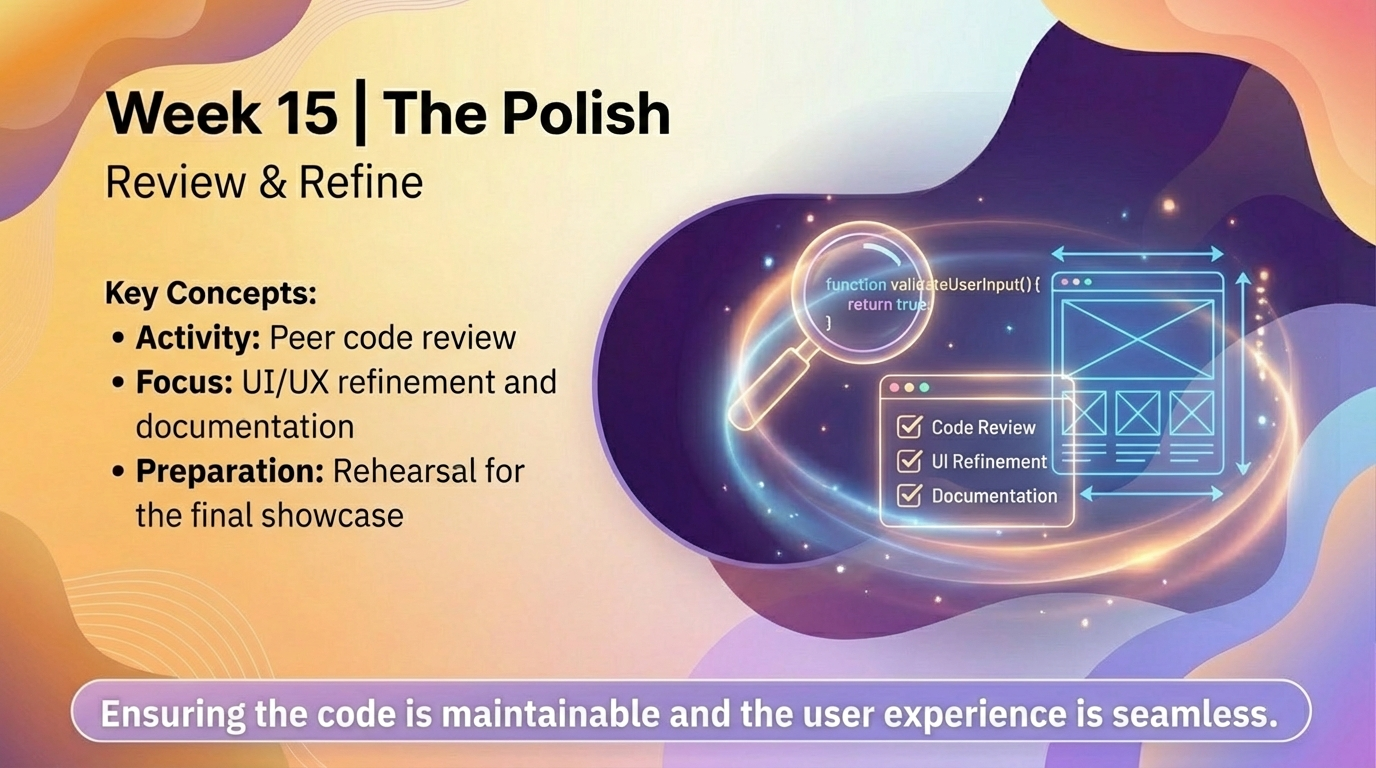 Week 15 | The Polish
Review & Refine
Key Concepts:
• Activity: Peer code review
• Focus: UI/UX refinement and
documentation
• Preparation: Rehearsal for
the final showcase
function validateUserInput() {
return true;
}
Code Review
UI Refinement
Documentation
Ensuring the code is maintainable and the user experience is seamless.